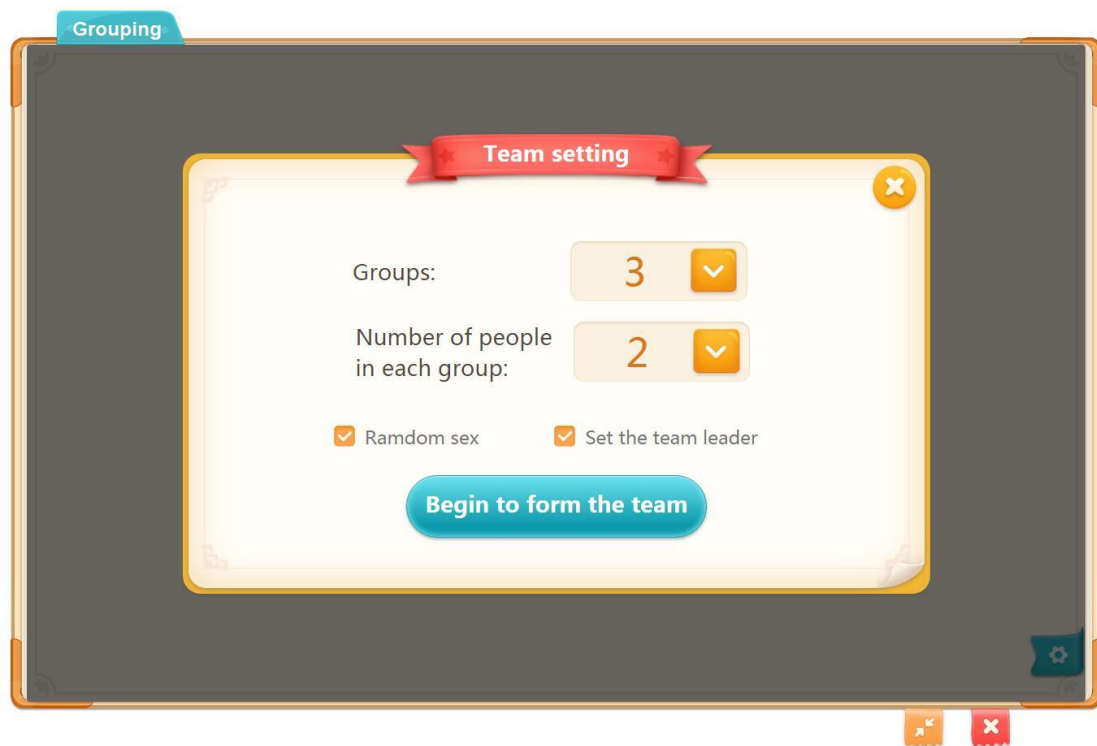 Grouping
Team setting
Groups:
3
Number of people
in each group:
2
Ramdom sex
Set the team leader
Begin to form the team